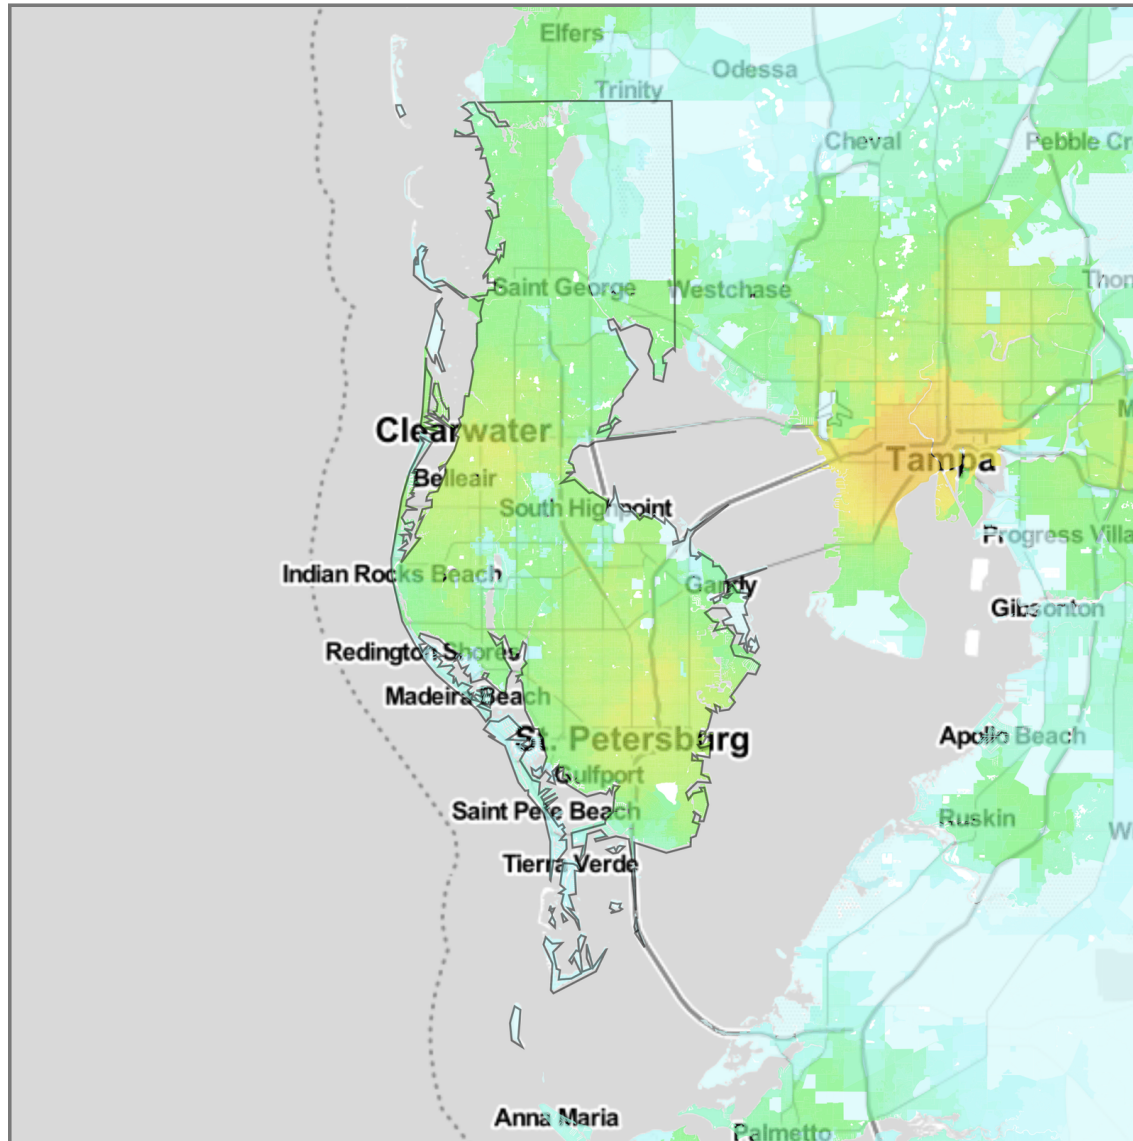 Elfers
Odessa
Trinity
Cheval
Pebble Cr
Saint George
Westchase
Thon
Clearwater
Tampa
Belleair
South Highpoint
Progress Villa
Indian Rocks Beach
Gandy
Gibsonton
Redington Shores
Madeira Beach
St. Petersburg
Apollo Beach
Gulfport
Saint Pete Beach
Ruskin
Tierra Verde
Anna Maria
Palmetto